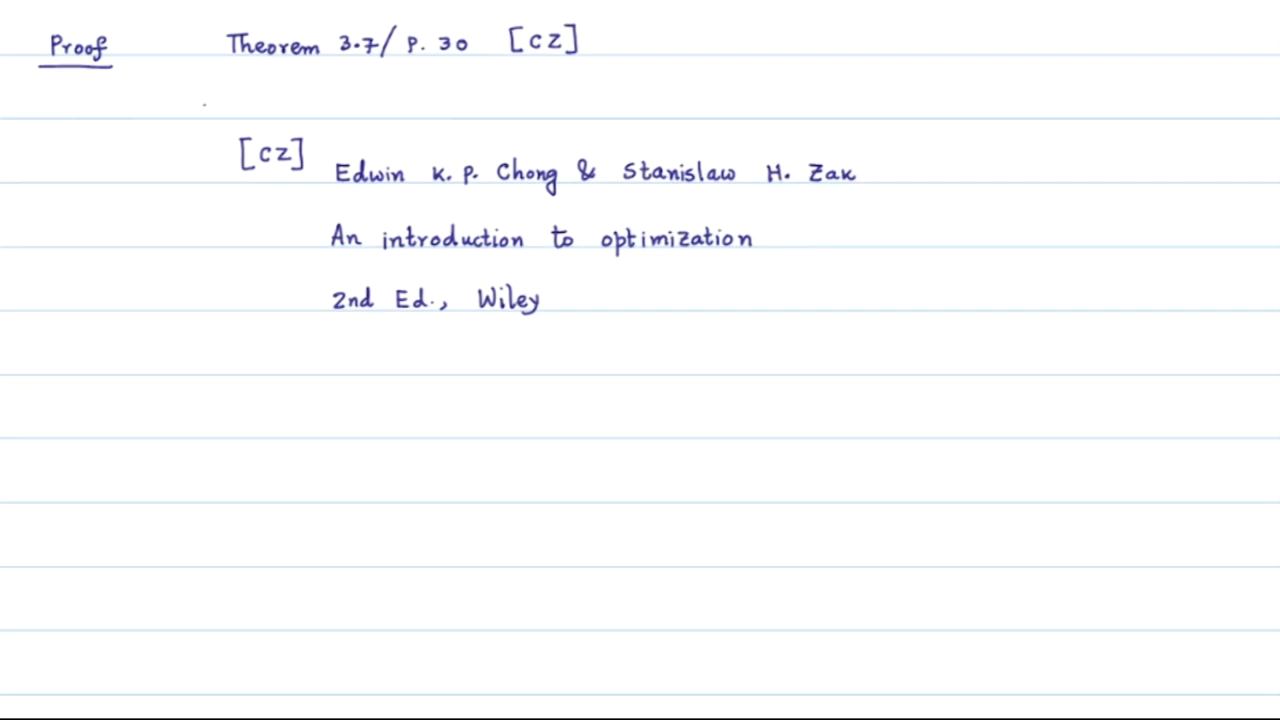 Proof Theorem 3.7/ P. 30 [CZ]
[CZ] Edwin K. P. Chong & Stanislaw H. Zak
An introduction to optimization
2nd Ed., Wiley